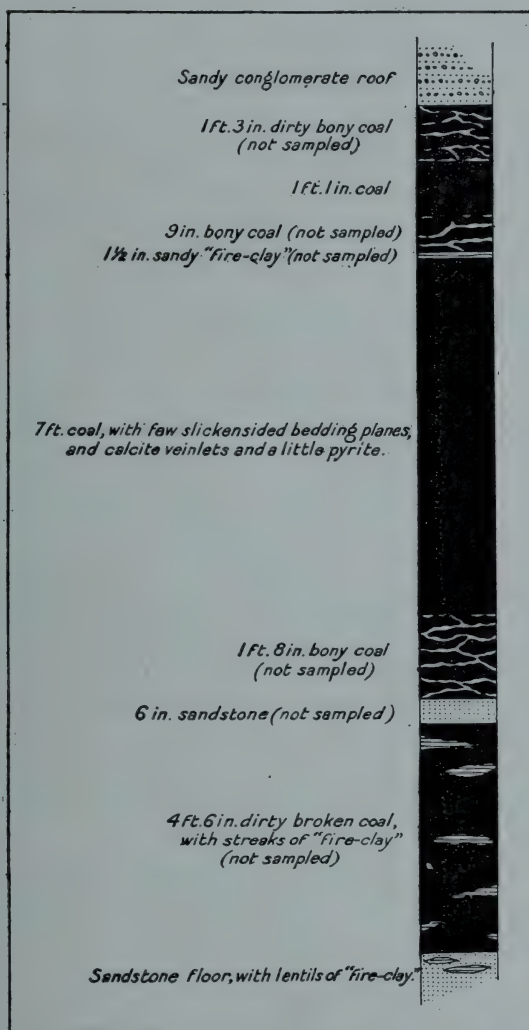 Sandy conglomerate roof
1 ft. 3 in. dirty bony coal
(not sampled)
1 ft. 1 in. coal
9 in. bony coal (not sampled)
1½ in. sandy "fire-clay" (not sampled)
7 ft. coal, with few slickensided bedding planes,
and calcite veinlets and a little pyrite.
1 ft. 8 in. bony coal
(not sampled)
6 in. sandstone (not sampled)
4 ft. 6 in. dirty broken coal,
with streaks of "fire-clay"
(not sampled)
Sandstone floor, with lentils of "fire-clay."